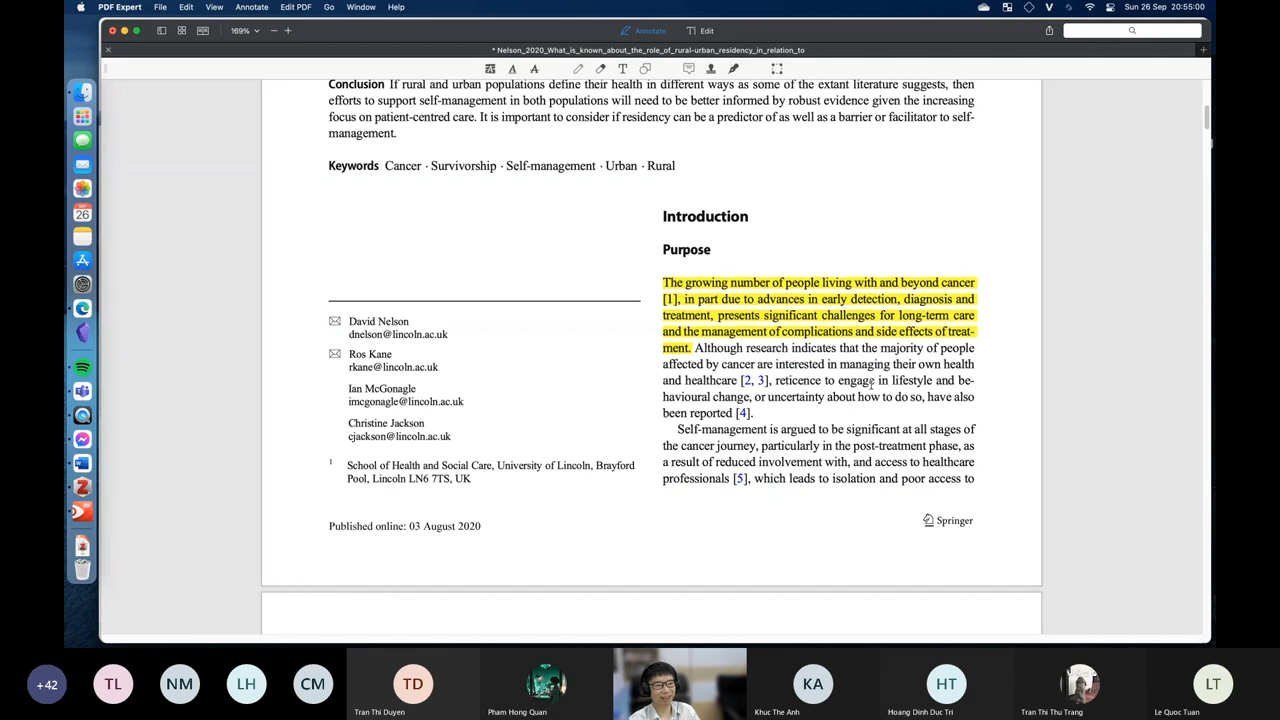 PDF Expert File Edit View Annotate Edit PDF Go Window Help
V
Sun 26 Sep 20:55:00
169%
Annotate
T Edit
* Nelson_2020_What_is_known_about_the_role_of_rural-urban_residency_in_relation_to
Conclusion If rural and urban populations define their health in different ways as some of the extant literature suggests, then
efforts to support self-management in both populations will need to be better informed by robust evidence given the increasing
focus on patient-centred care. It is important to consider if residency can be a predictor of as well as a barrier or facilitator to self-
management.
Keywords Cancer · Survivorship · Self-management · Urban · Rural
David Nelson
dnelson@lincoln.ac.uk
Ros Kane
rkane@lincoln.ac.uk
Ian McGonagle
imcgonagle@lincoln.ac.uk
Christine Jackson
cjackson@lincoln.ac.uk
1 School of Health and Social Care, University of Lincoln, Brayford
Pool, Lincoln LN6 7TS, UK
Published online: 03 August 2020
Introduction
Purpose
The growing number of people living with and beyond cancer
[1], in part due to advances in early detection, diagnosis and
treatment, presents significant challenges for long-term care
and the management of complications and side effects of treat-
ment. Although research indicates that the majority of people
affected by cancer are interested in managing their own health
and healthcare [2, 3], reticence to engage in lifestyle and be-
havioural change, or uncertainty about how to do so, have also
been reported [4].
Self-management is argued to be significant at all stages of
the cancer journey, particularly in the post-treatment phase, as
a result of reduced involvement with, and access to healthcare
professionals [5], which leads to isolation and poor access to
Springer
26
+42
TL
NM
LH
CM
TD
Tran Thi Duyen
Pham Hong Quan
KA
Khuc The Anh
HT
Hoang Dinh Duc Tri
Tran Thi Thu Trang
LT
Le Quoc Tuan